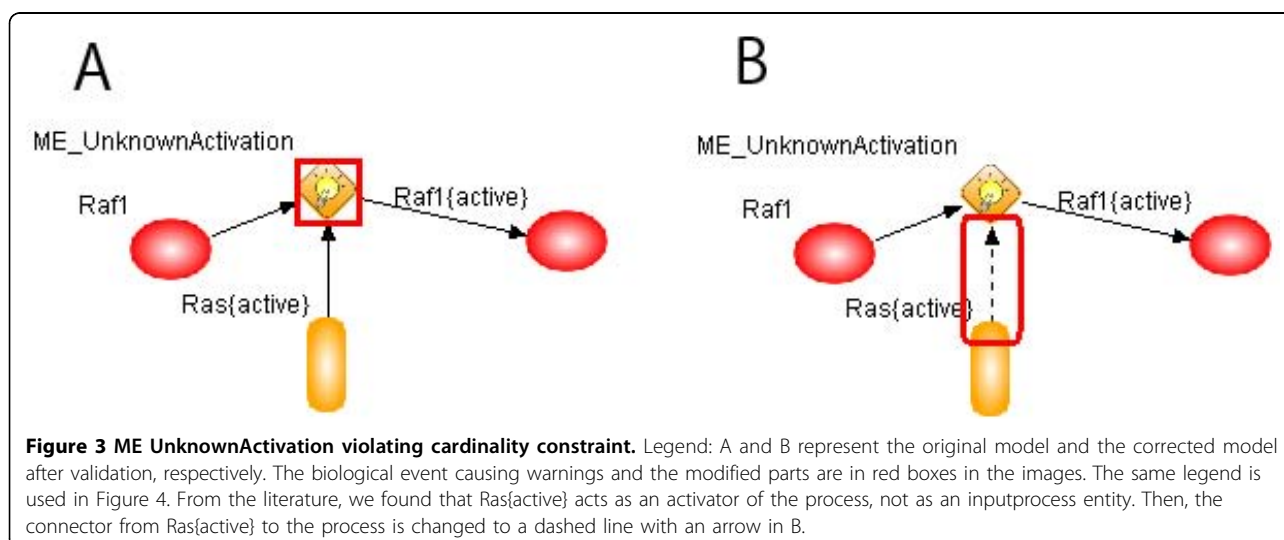 A
B
ME_UnknownActivation
Raf1
Raf1{active}
Ras{active}
ME_UnknownActivation
Raf1
Raf1{active}
Ras{active}
Figure 3 ME UnknownActivation violating cardinality constraint. Legend: A and B represent the original model and the corrected model
after validation, respectively. The biological event causing warnings and the modified parts are in red boxes in the images. The same legend is
used in Figure 4. From the literature, we found that Ras{active} acts as an activator of the process, not as an inputprocess entity. Then, the
connector from Ras{active} to the process is changed to a dashed line with an arrow in B.